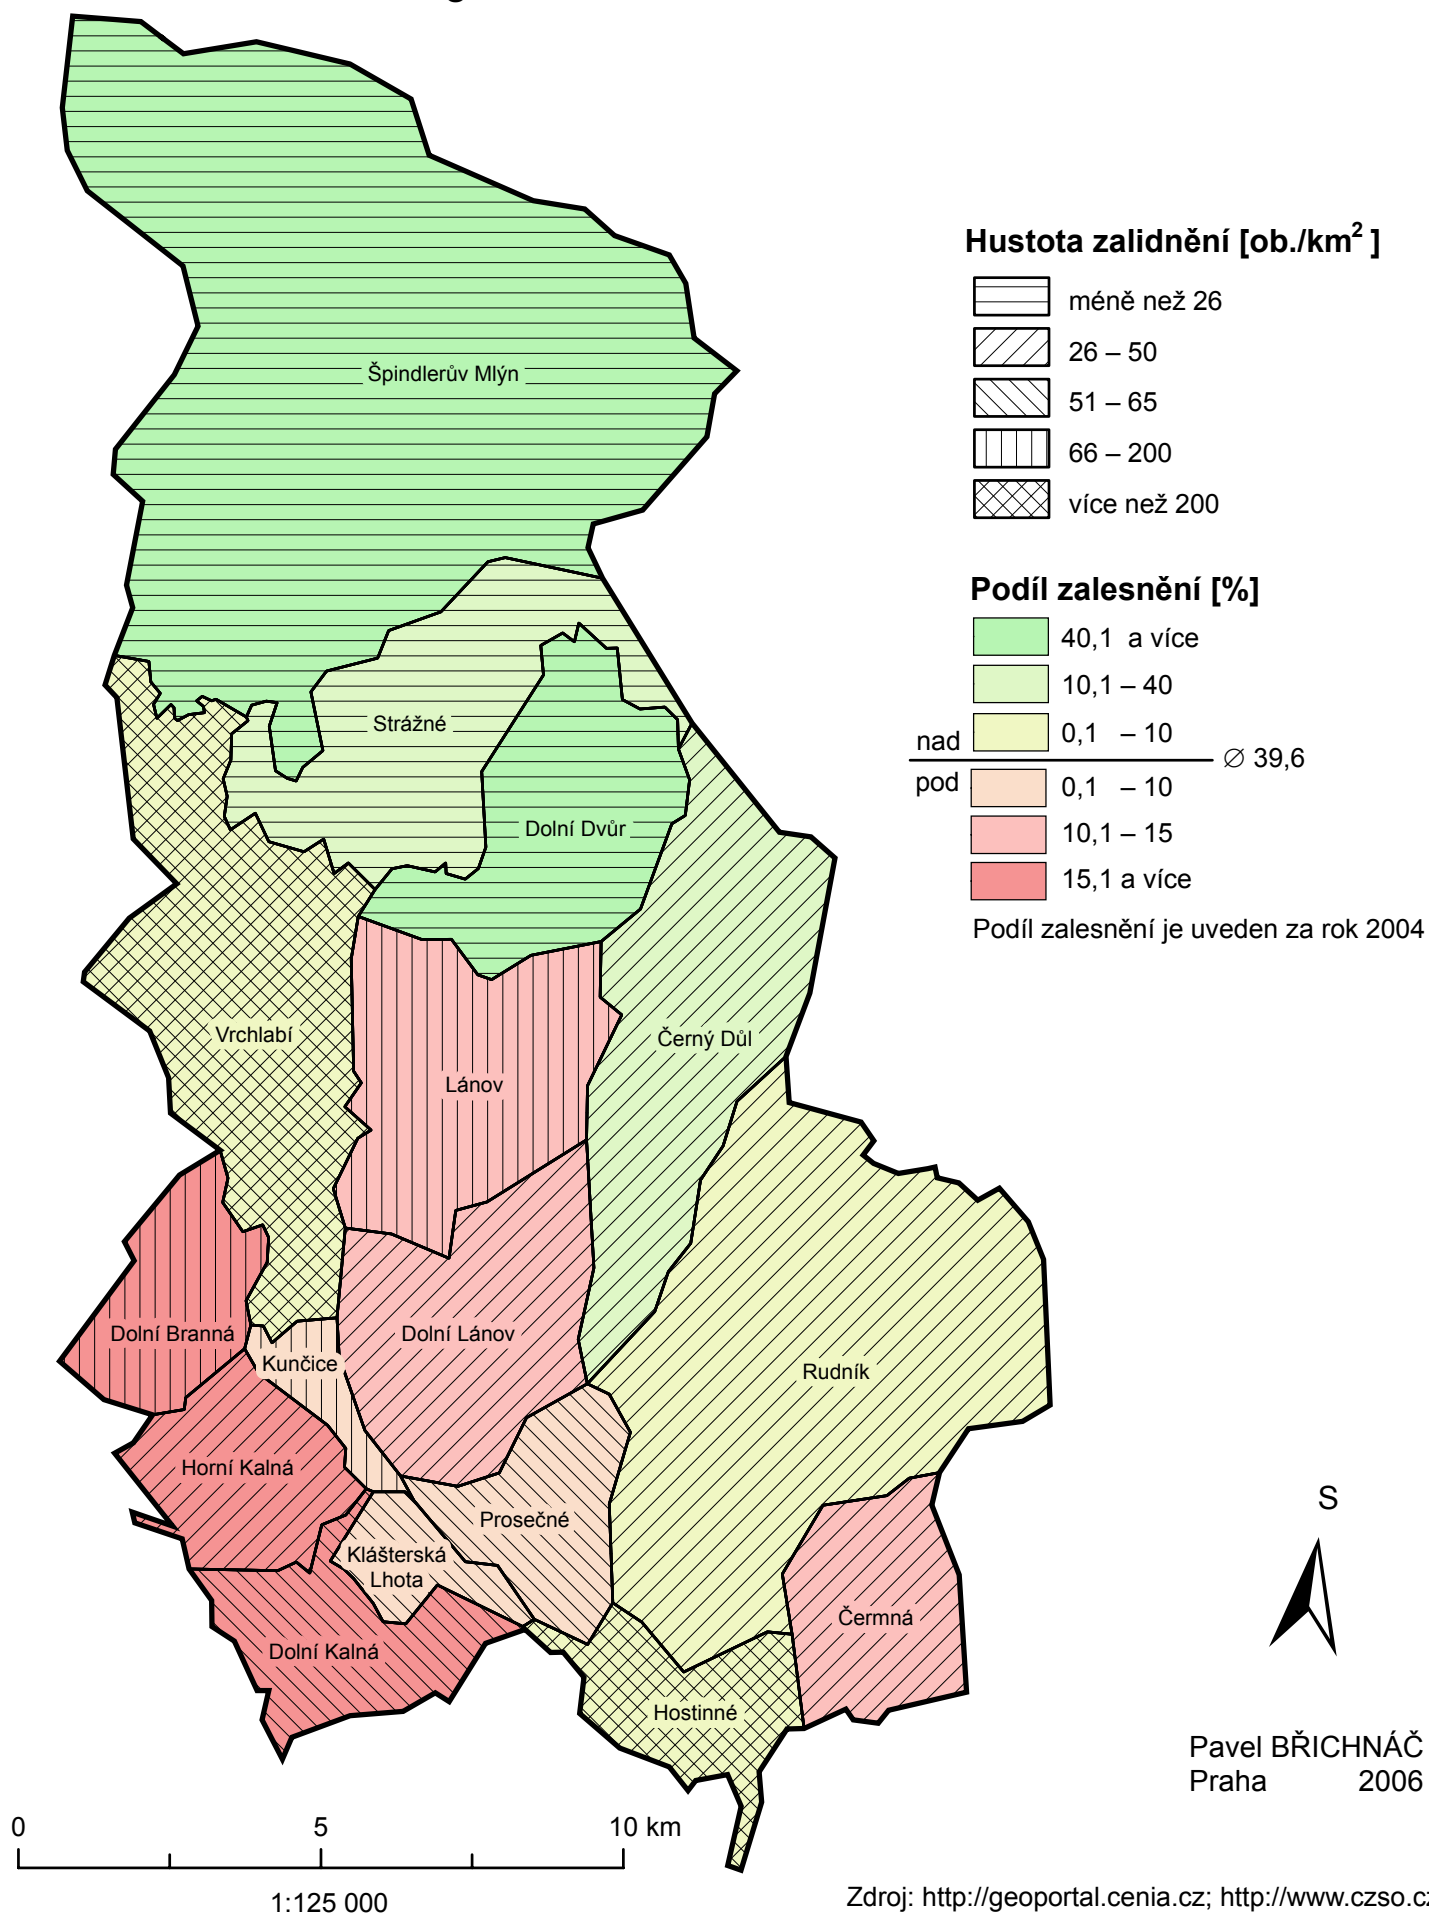 Hustota zalidnění [ob./km²]
méně než 26
26 – 50
51 – 65
66 – 200
více než 200
Podíl zalesnění [%]
40,1 a více
10,1 – 40
0,1 – 10
nad
∅ 39,6
pod
0,1 – 10
10,1 – 15
15,1 a více
Podíl zalesnění je uveden za rok 2004
Špindlerův Mlýn
Strážné
Dolní Dvůr
Vrchlabí
Černý Důl
Lánov
Dolní Branná
Kunčice
Dolní Lánov
Rudník
Horní Kalná
Prosečné
Klášterská
Lhota
Čermná
Dolní Kalná
Hostinné
S
Pavel BŘICHNÁČ
Praha 2006
0 5 10 km
1:125 000
Zdroj: http://geoportal.cenia.cz; http://www.czso.cz